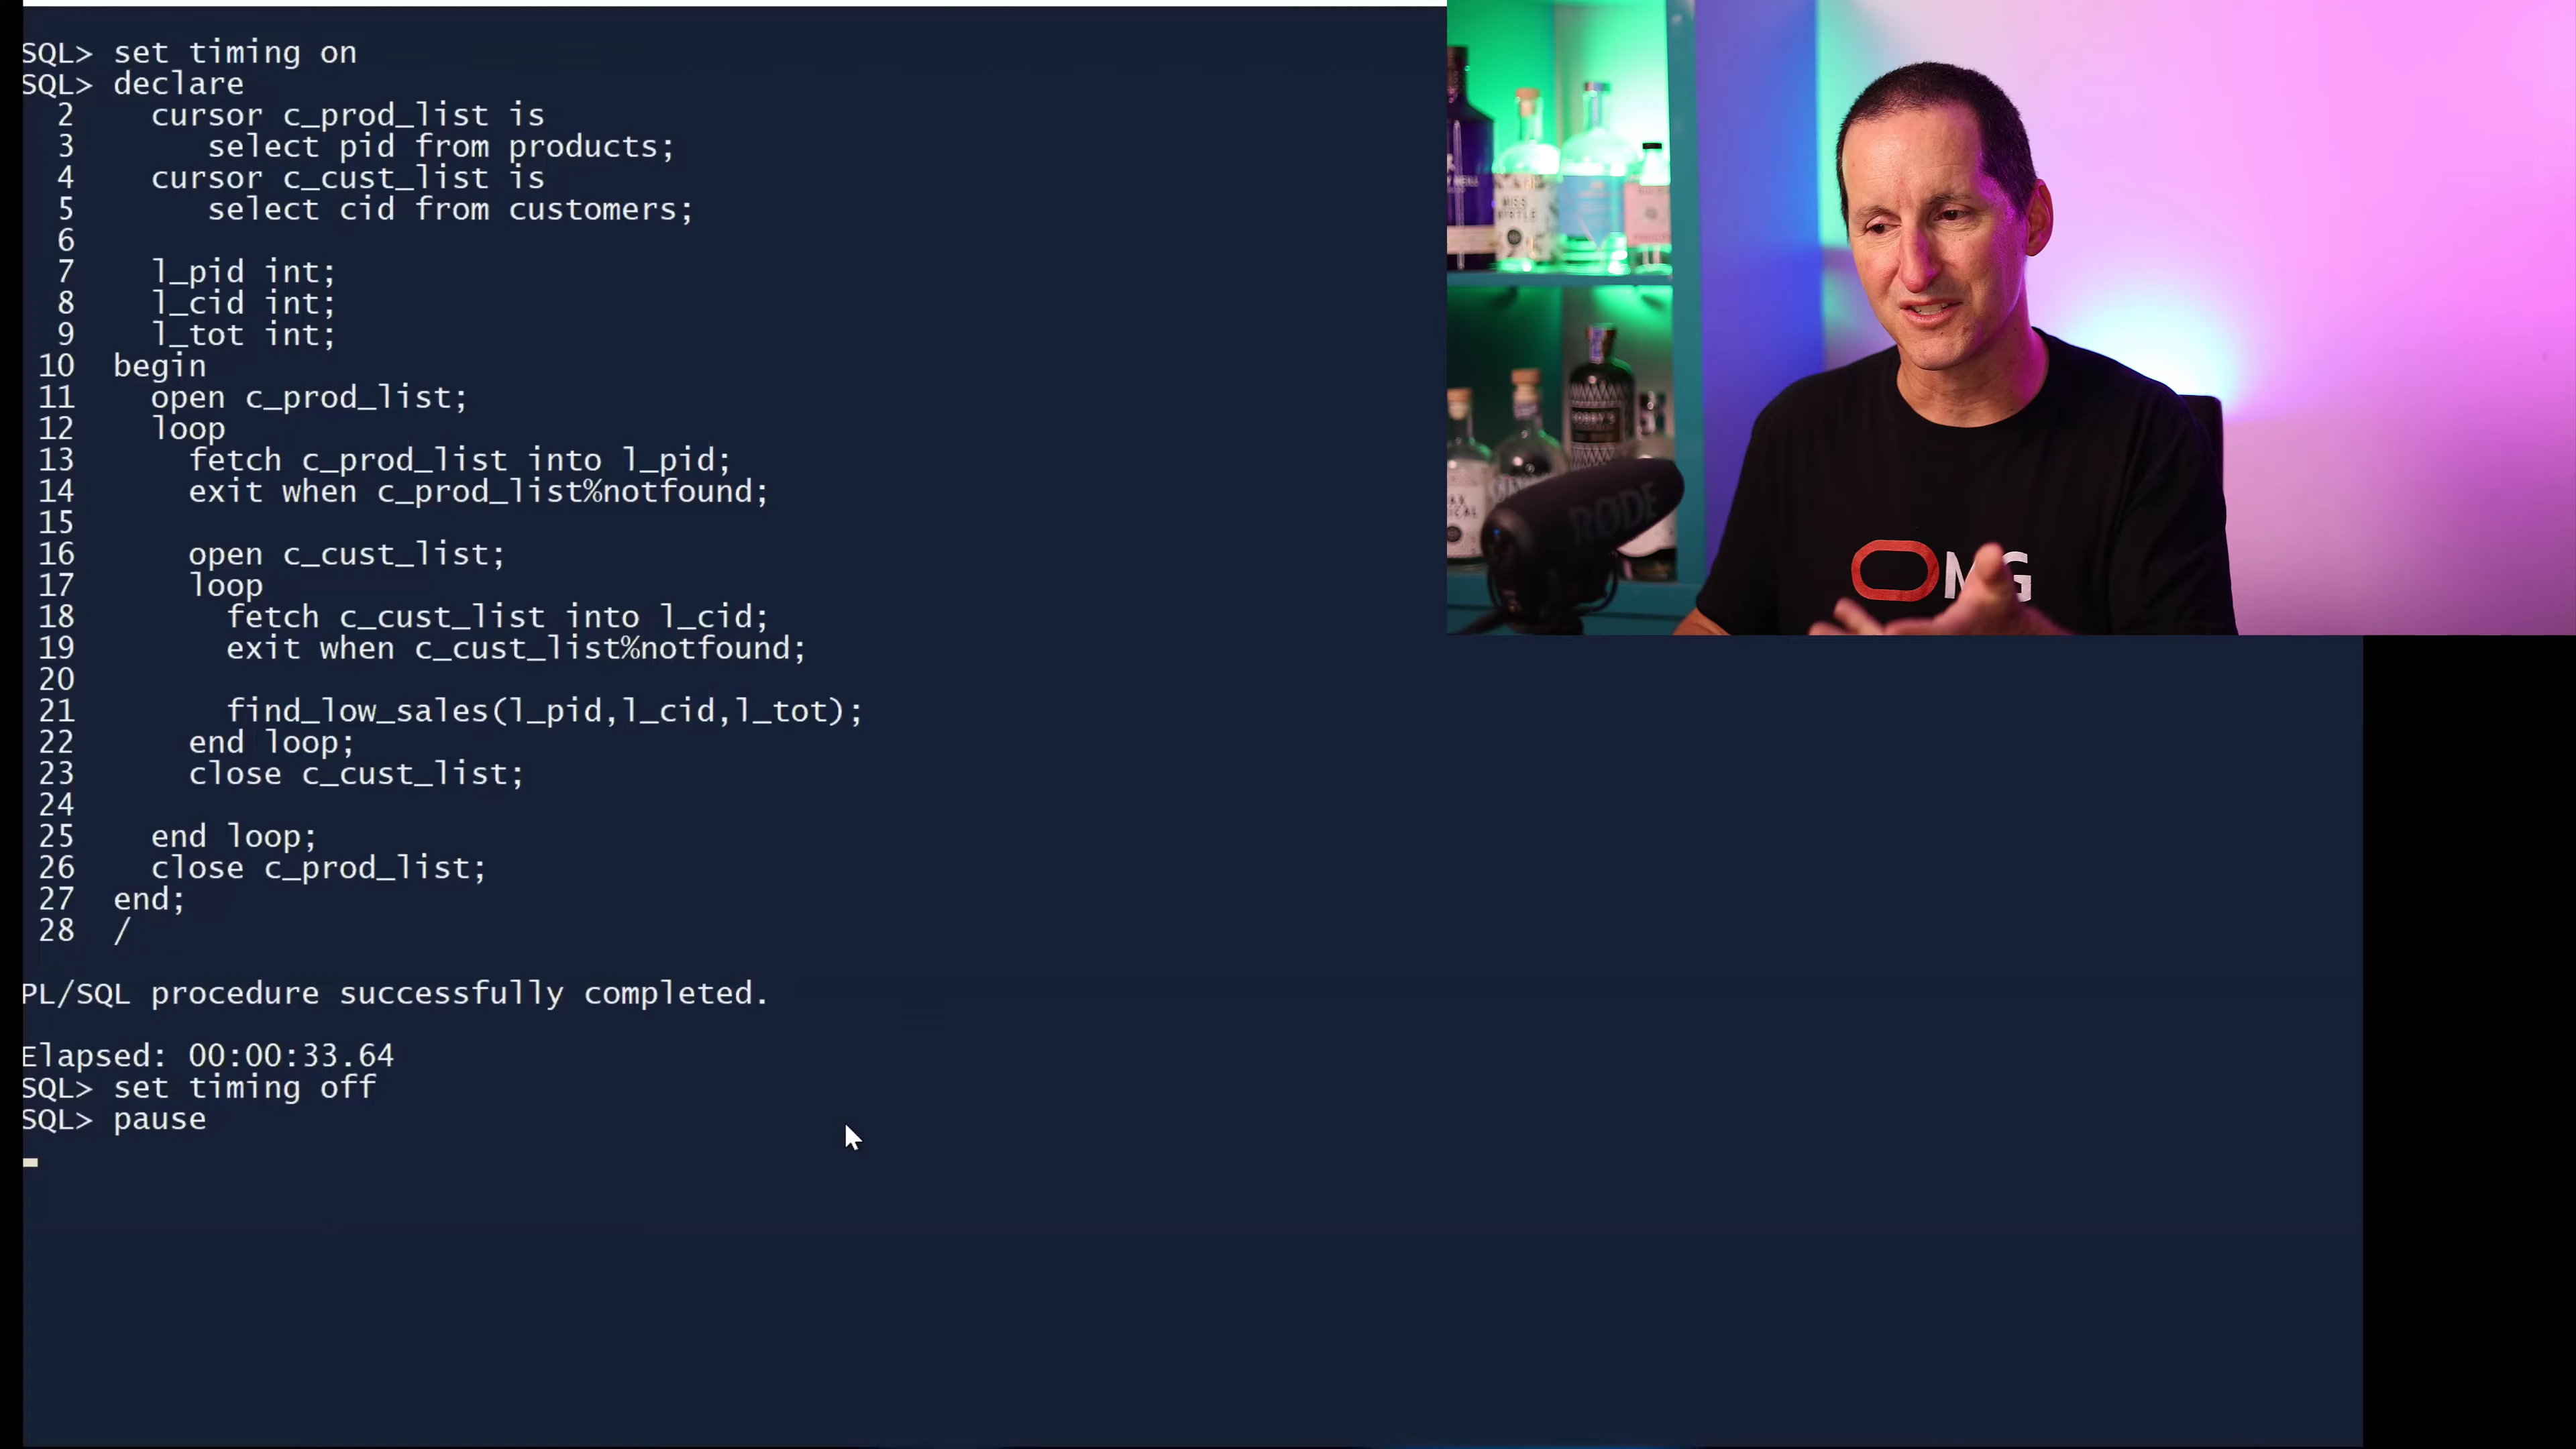 SQL> set timing on
SQL> declare
2 cursor c_prod_list is
3 select pid from products;
4 cursor c_cust_list is
5 select cid from customers;
6
7 l_pid int;
8 l_cid int;
9 l_tot int;
10 begin
11 open c_prod_list;
12 loop
13 fetch c_prod_list into l_pid;
14 exit when c_prod_list%notfound;
15
16 open c_cust_list;
17 loop
18 fetch c_cust_list into l_cid;
19 exit when c_cust_list%notfound;
20
21 find_low_sales(l_pid,l_cid,l_tot);
22 end loop;
23 close c_cust_list;
24
25 end loop;
26 close c_prod_list;
27 end;
28 /
PL/SQL procedure successfully completed.
Elapsed: 00:00:33.64
SQL> set timing off
SQL> pause
MISS
MYRTLE
RODE
OMG